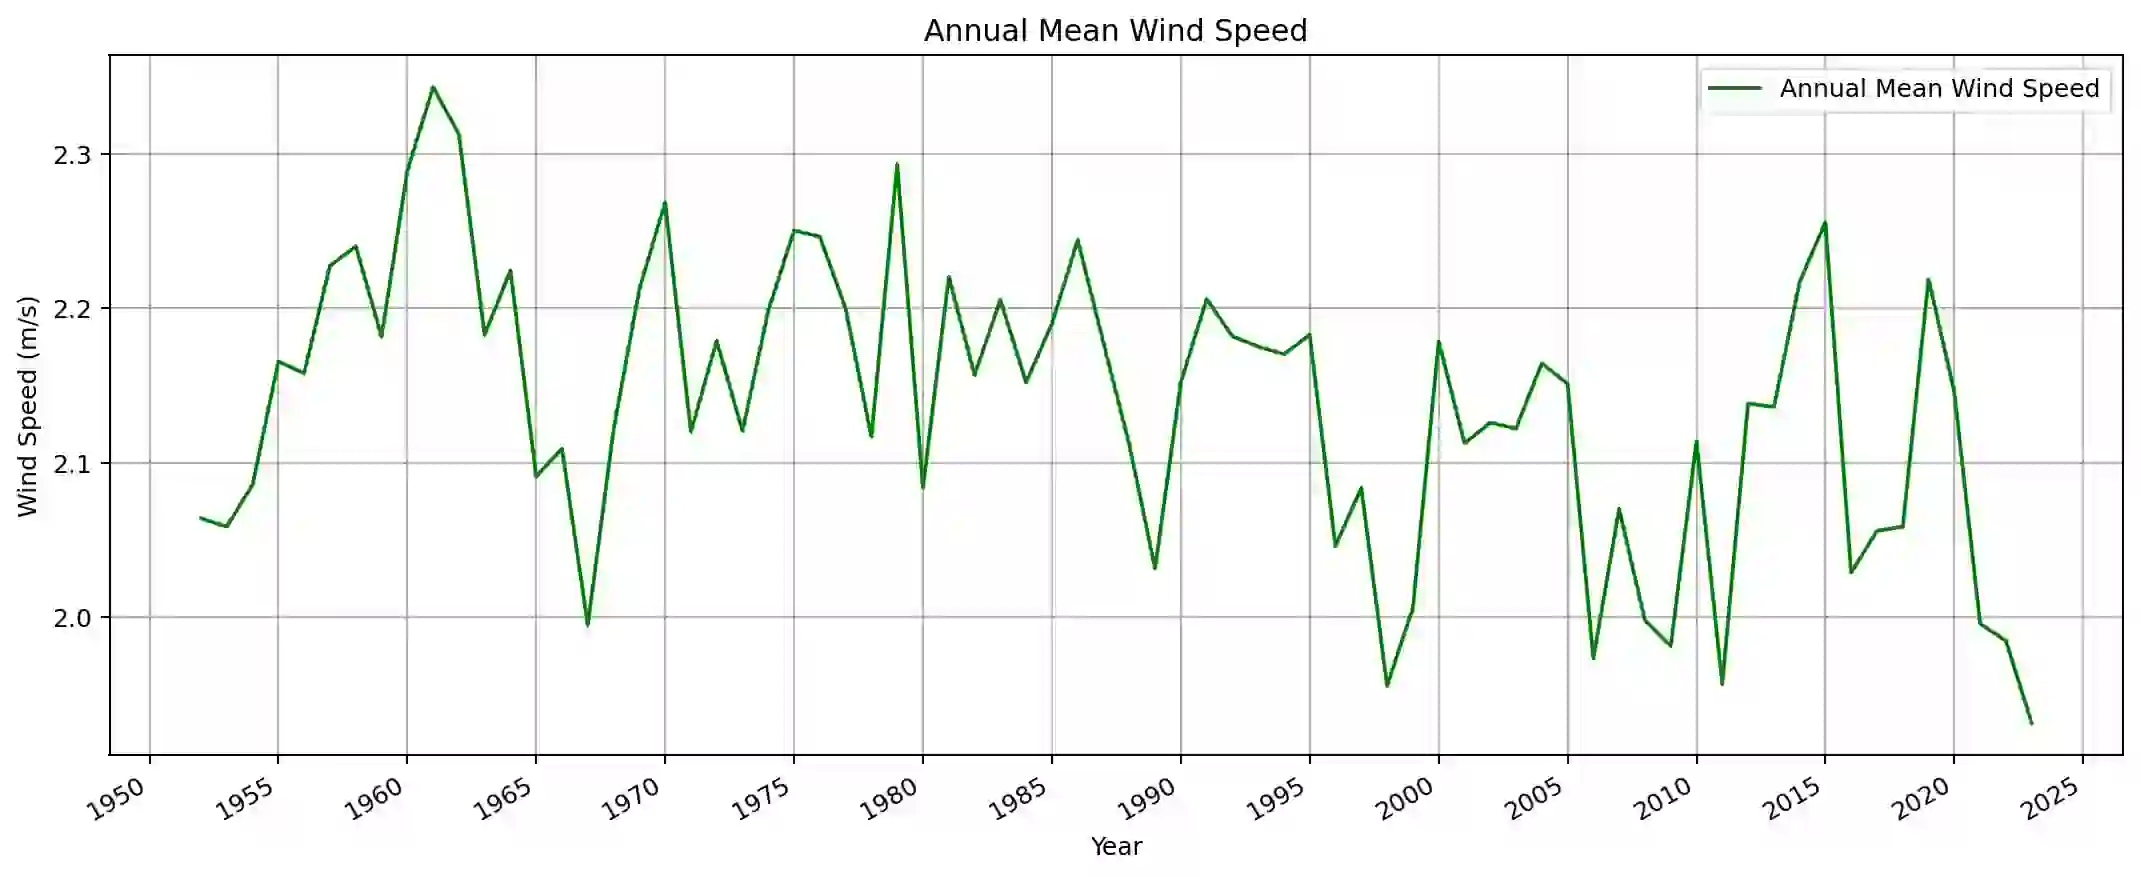 Annual Mean Wind Speed
Annual Mean Wind Speed
2.3
2.2
2.1
2.0
Wind Speed (m/s)
1950 1955 1960 1965 1970 1975 1980 1985 1990 1995 2000 2005 2010 2015 2020 2025
Year